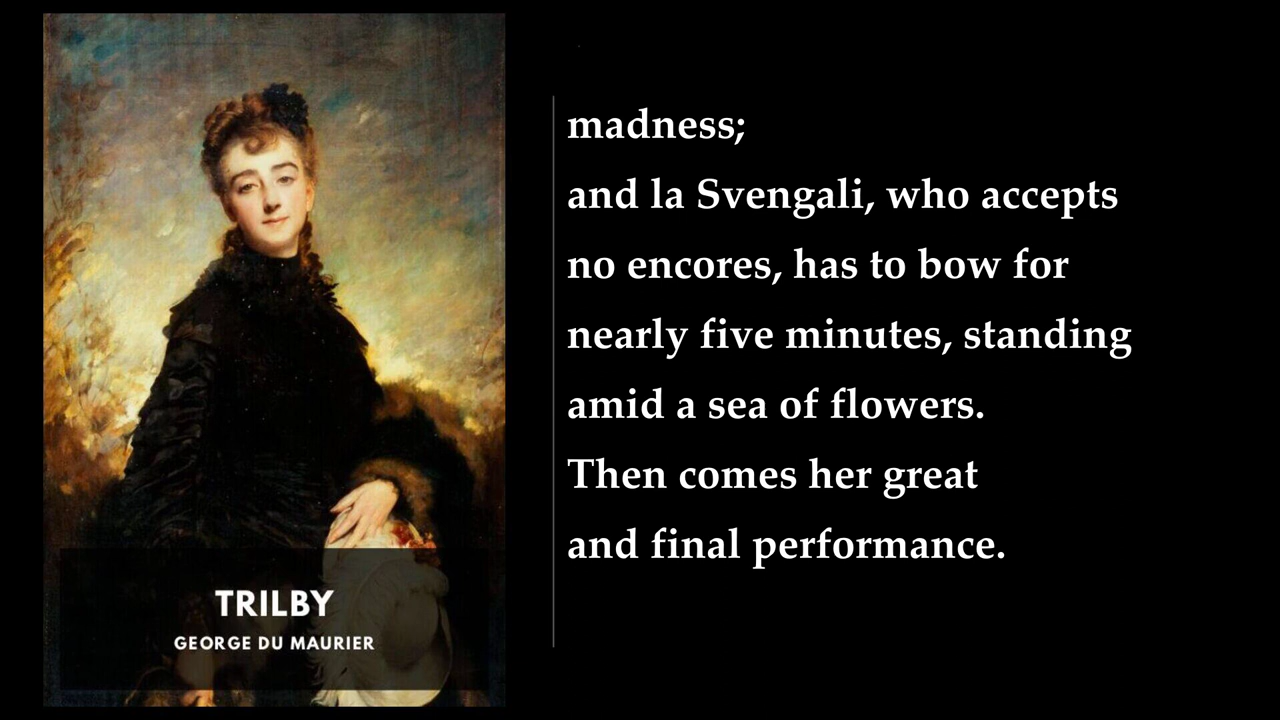 TRILBY
GEORGE DU MAURIER
madness;
and la Svengali, who accepts
no encores, has to bow for
nearly five minutes, standing
amid a sea of flowers.
Then comes her great
and final performance.